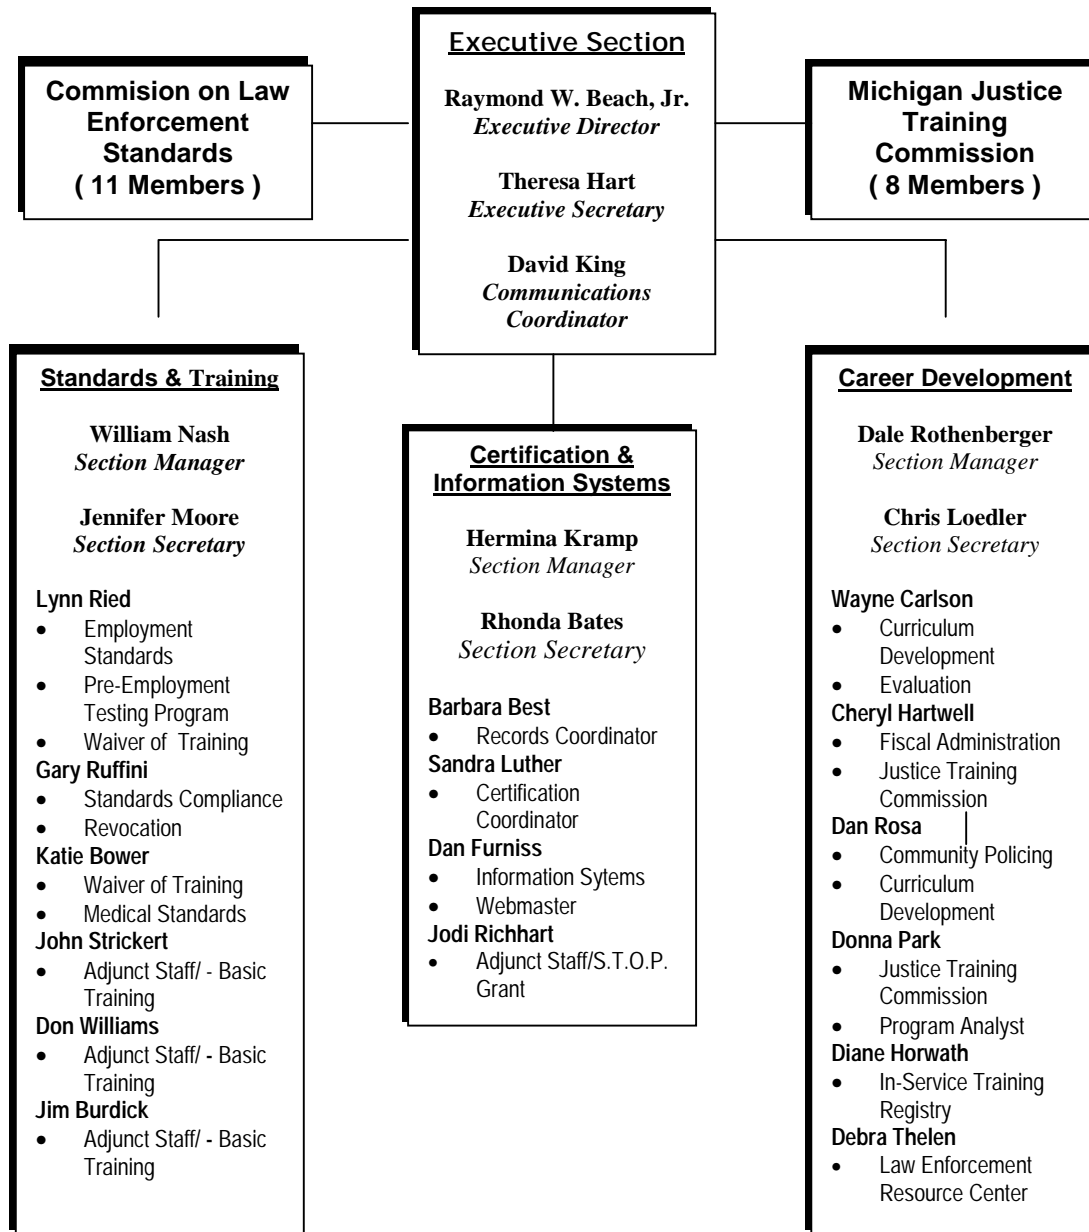 Executive Section
Raymond W. Beach, Jr.
Executive Director
Theresa Hart
Executive Secretary
David King
Communications
Coordinator
Commision on Law
Enforcement
Standards
( 11 Members )
Michigan Justice
Training
Commission
( 8 Members )
Standards & Training
William Nash
Section Manager
Jennifer Moore
Section Secretary
Lynn Ried
• Employment
Standards
• Pre-Employment
Testing Program
• Waiver of Training
Gary Ruffini
• Standards Compliance
• Revocation
Katie Bower
• Waiver of Training
• Medical Standards
John Strickert
• Adjunct Staff/ - Basic
Training
Don Williams
• Adjunct Staff/ - Basic
Training
Jim Burdick
• Adjunct Staff/ - Basic
Training
Certification &
Information Systems
Hermina Kramp
Section Manager
Rhonda Bates
Section Secretary
Barbara Best
• Records Coordinator
Sandra Luther
• Certification
Coordinator
Dan Furniss
• Information Sytems
• Webmaster
Jodi Richhart
• Adjunct Staff/S.T.O.P.
Grant
Career Development
Dale Rothenberger
Section Manager
Chris Loedler
Section Secretary
Wayne Carlson
• Curriculum
Development
• Evaluation
Cheryl Hartwell
• Fiscal Administration
• Justice Training
Commission
Dan Rosa
• Community Policing
• Curriculum
Development
Donna Park
• Justice Training
Commission
• Program Analyst
Diane Horwath
• In-Service Training
Registry
Debra Thelen
• Law Enforcement
Resource Center